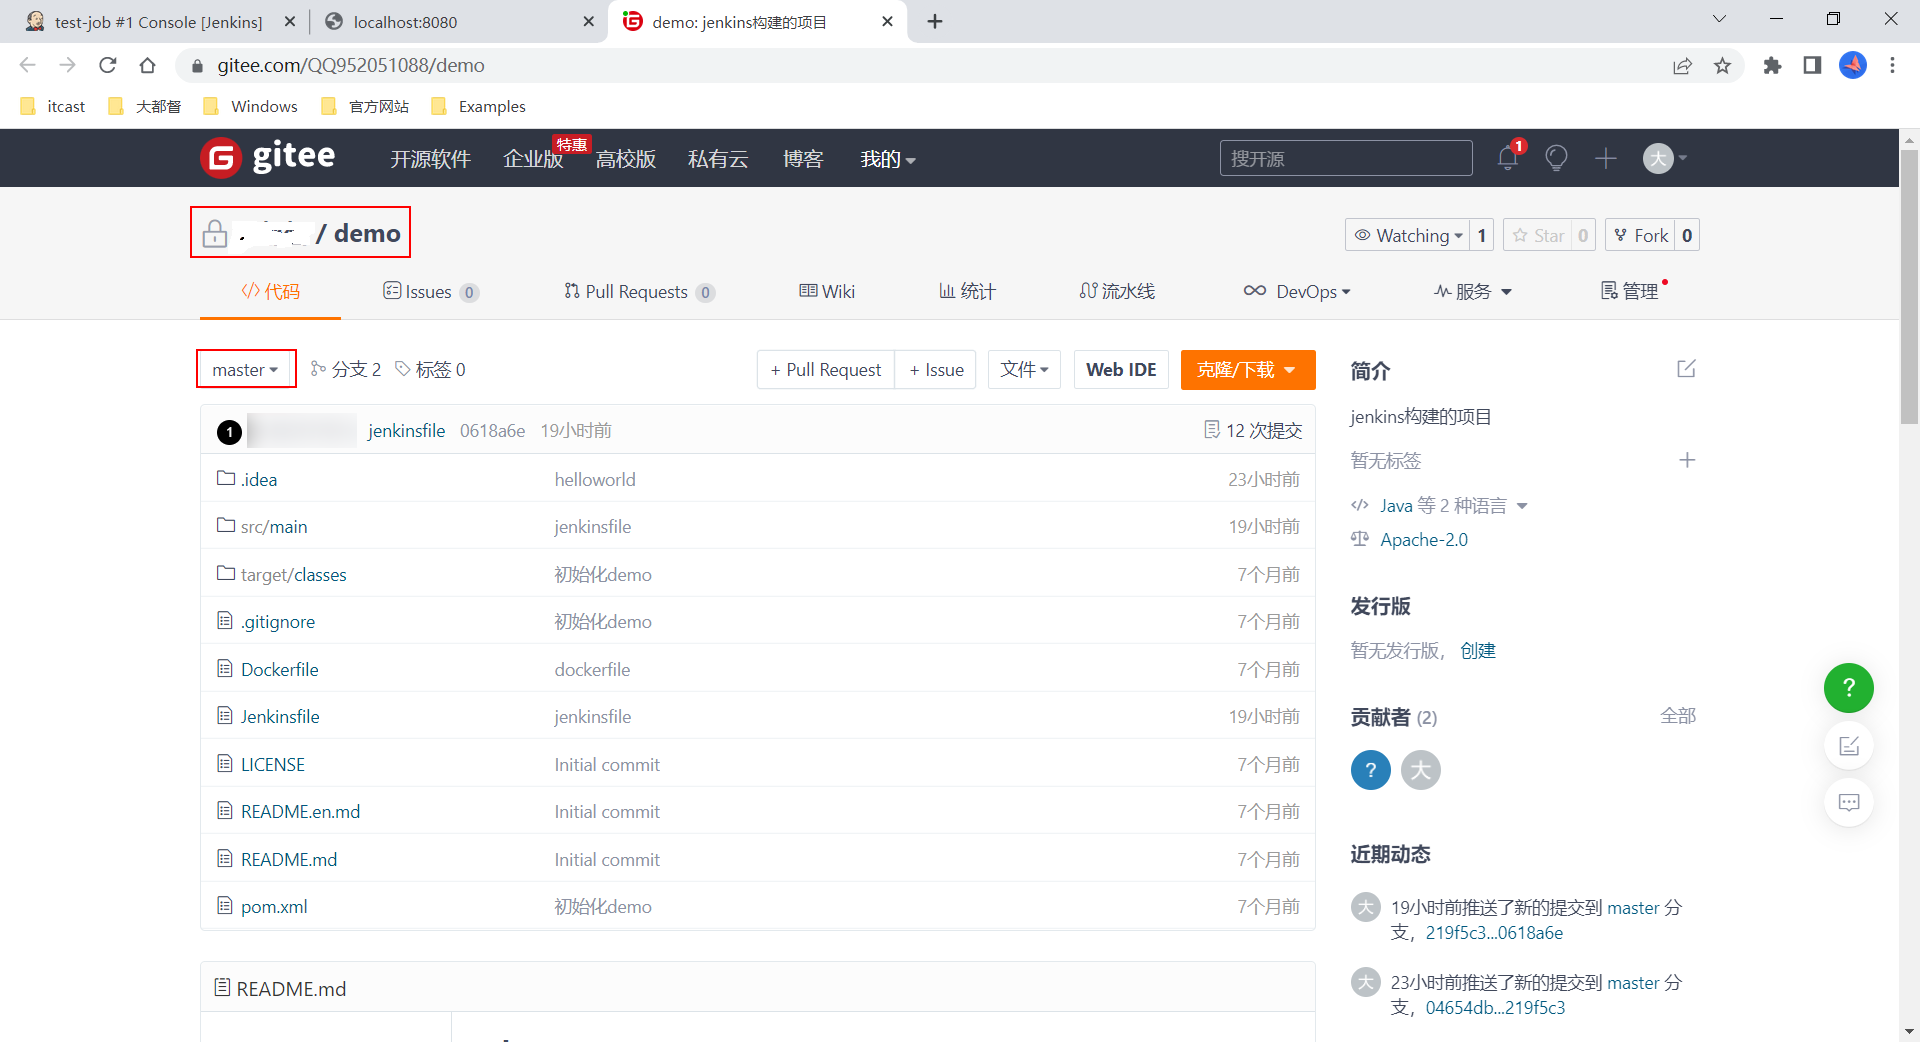 test-job #1 Console [Jenkins]
localhost:8080
demo: jenkins构建的项目
gitee.com/QQ952051088/demo
itcast
大都督
Windows
官方网站
Examples
gitee
开源软件
企业版
特惠
高校版
私有云
博客
我的
搜开源
1
大
/ demo
Watching 1
Star 0
Fork 0
代码
Issues 0
Pull Requests 0
Wiki
统计
流水线
DevOps
服务
管理
master
分支 2
标签 0
+ Pull Request
+ Issue
文件
Web IDE
克隆/下载
1
jenkinsfile 0618a6e 19小时前
12 次提交
.idea helloworld 23小时前
src/main jenkinsfile 19小时前
target/classes 初始化demo 7个月前
.gitignore 初始化demo 7个月前
Dockerfile dockerfile 7个月前
Jenkinsfile jenkinsfile 19小时前
LICENSE Initial commit 7个月前
README.en.md Initial commit 7个月前
README.md Initial commit 7个月前
pom.xml 初始化demo 7个月前
README.md
简介
jenkins构建的项目
暂无标签
Java 等 2 种语言
Apache-2.0
发行版
暂无发行版， 创建
贡献者 (2)
全部
?
大
近期动态
大
19小时前推送了新的提交到 master 分
支，219f5c3...0618a6e
大
23小时前推送了新的提交到 master 分
支，04654db...219f5c3
?